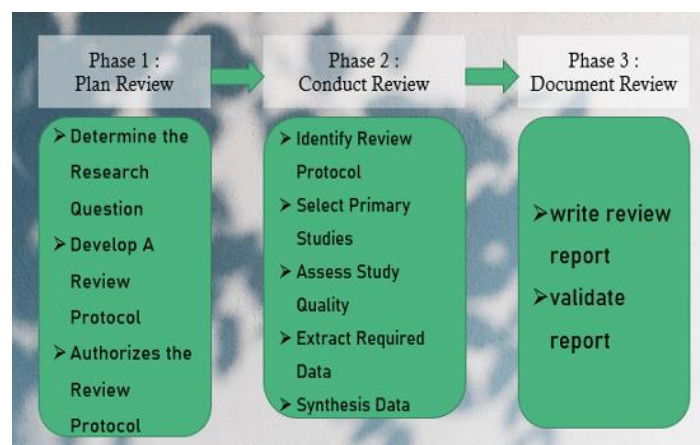 Phase 1 :
Plan Review
Phase 2 :
Conduct Review
Phase 3 :
Document Review
➢ Determine the
Research
Question
➢ Develop A
Review
Protocol
➢ Authorizes the
Review
Protocol
➢ Identify Review
Protocol
➢ Select Primary
Studies
➢ Assess Study
Quality
➢ Extract Required
Data
➢ Synthesis Data
➢write review
report
➢validate
report